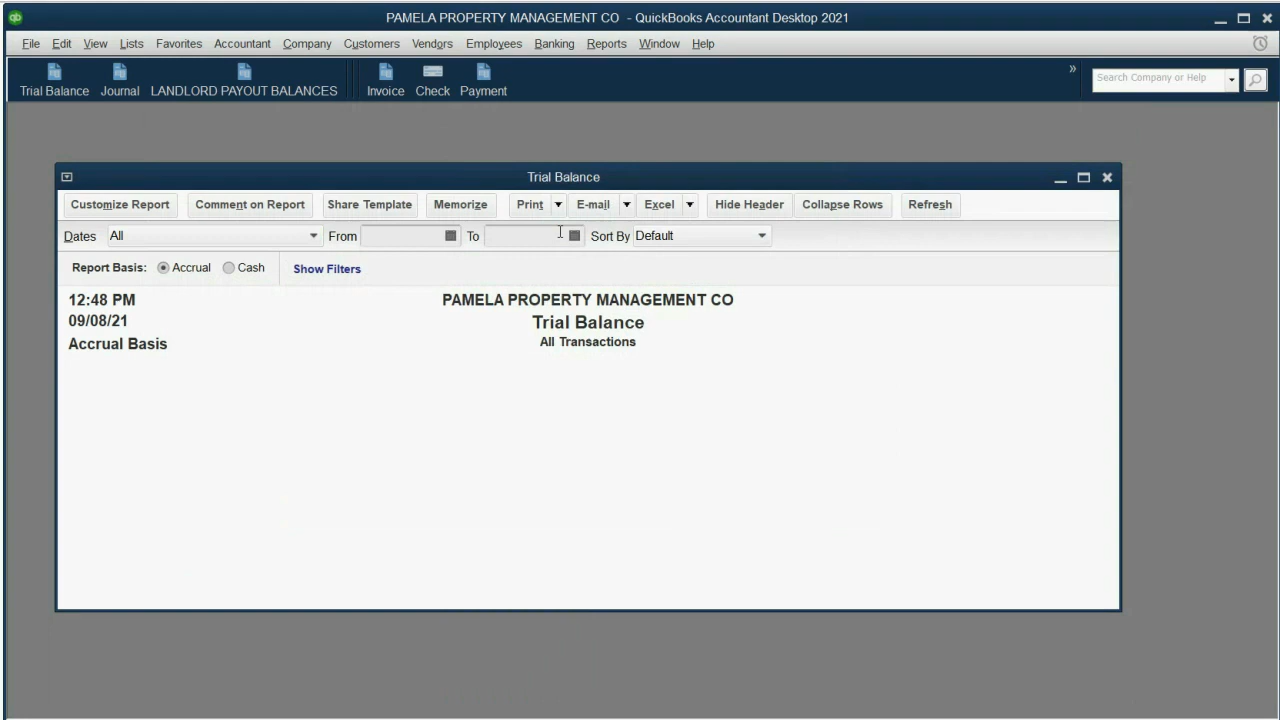 qb PAMELA PROPERTY MANAGEMENT CO - QuickBooks Accountant Desktop 2021
File Edit View Lists Favorites Accountant Company Customers Vendors Employees Banking Reports Window Help
Trial Balance Journal LANDLORD PAYOUT BALANCES Invoice Check Payment » Search Company or Help
Trial Balance
Customize Report Comment on Report Share Template Memorize Print E-mail Excel Hide Header Collapse Rows Refresh
Dates All From To Sort By Default
Report Basis: Accrual Cash Show Filters
12:48 PM PAMELA PROPERTY MANAGEMENT CO
09/08/21 Trial Balance
Accrual Basis All Transactions